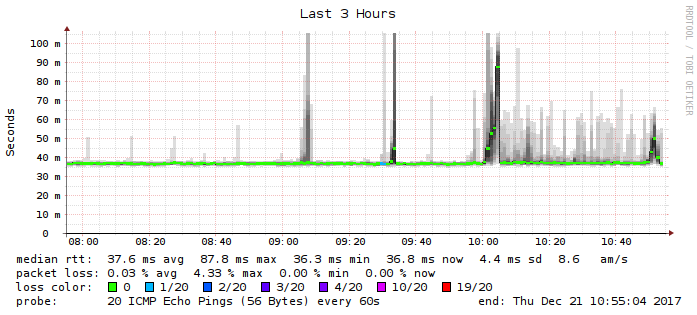 Last 3 Hours
RRDTOOL / TOBI OETIKER
Seconds
100 m
90 m
80 m
70 m
60 m
50 m
40 m
30 m
20 m
10 m
0
08:00 08:20 08:40 09:00 09:20 09:40 10:00 10:20 10:40
median rtt: 37.6 ms avg 87.8 ms max 36.3 ms min 36.8 ms now 4.4 ms sd 8.6 am/s
packet loss: 0.03 % avg 4.33 % max 0.00 % min 0.00 % now
loss color: 0 1/20 2/20 3/20 4/20 10/20 19/20
probe: 20 ICMP Echo Pings (56 Bytes) every 60s end: Thu Dec 21 10:55:04 2017